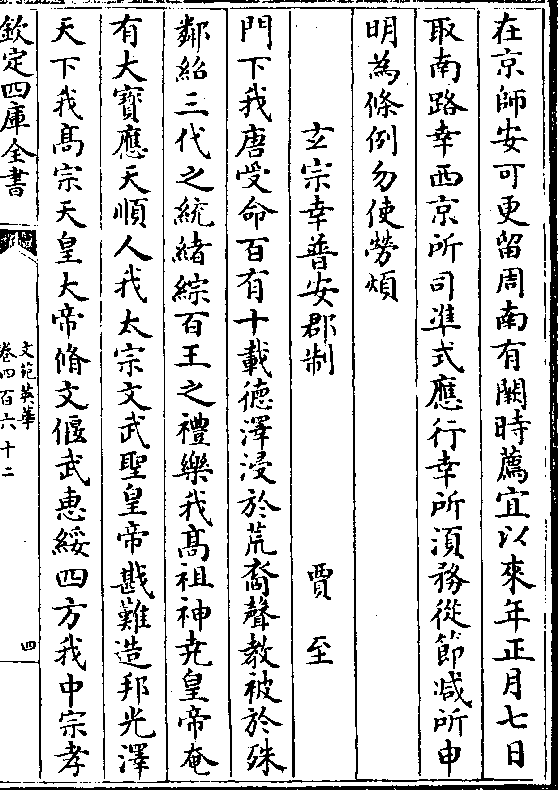 在京師安可更留周南有闕時薦宜以來年正月七日
取南路幸西京所司準式應行幸所須務從節減所申
明為條例勿使勞煩
玄宗幸普安郡制　賈至
門下我唐受命百有十載德澤浸於荒裔聲教被於殊
鄰紹三代之統緒綜百王之禮樂我髙祖神堯皇帝奄
有大寶應天順人我太宗文武聖皇帝戡難造邦光澤
天下我髙宗天皇大帝脩文偃武惠綏四方我中宗孝
欽定四庫全書
文苑英華
卷四百六十二
四